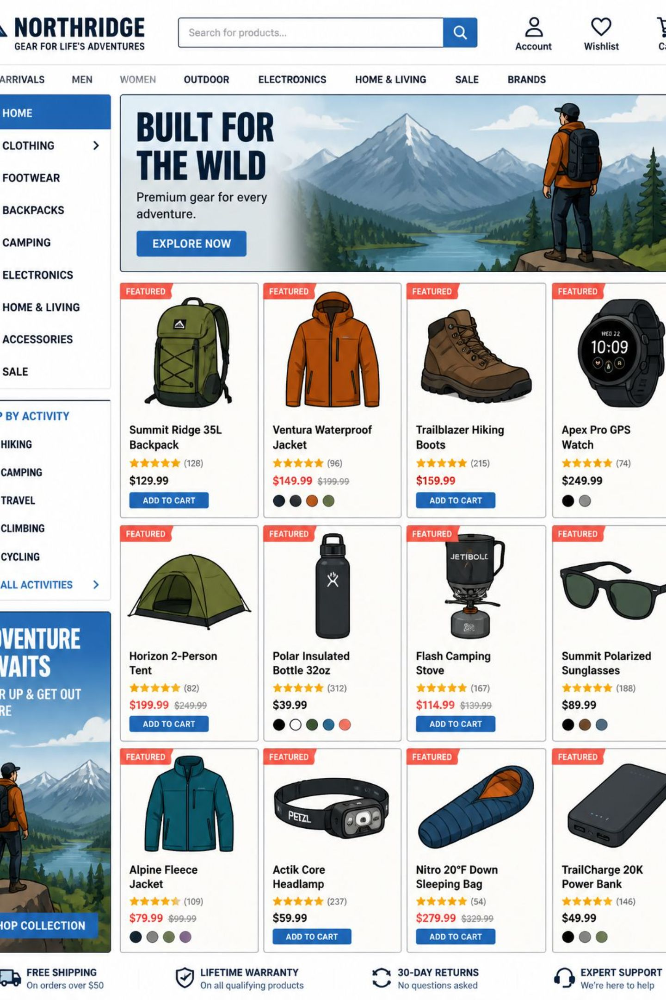 NORTHRIDGE
GEAR FOR LIFE'S ADVENTURES
Search for products...
Account
Wishlist
Ca
ARRIVALS
MEN
WOMEN
OUTDOOR
ELECTROONICS
HOME & LIVING
SALE
BRANDS
HOME
CLOTHING
FOOTWEAR
BACKPACKS
CAMPING
ELECTRONICS
HOME & LIVING
ACCESSORIES
SALE
P BY ACTIVITY
HIKING
CAMPING
TRAVEL
CLIMBING
CYCLING
ALL ACTIVITIES
DVENTURE
WAITS
R UP & GET OUT
RE
HOP COLLECTION
BUILT FOR
THE WILD
Premium gear for every
adventure.
EXPLORE NOW
FEATURED
Summit Ridge 35L
Backpack
(128)
$129.99
ADD TO CART
FEATURED
Ventura Waterproof
Jacket
(96)
$149.99 $199.99
FEATURED
Trailblazer Hiking
Boots
(215)
$159.99
ADD TO CART
FEATURED
WED 22
10:09
Apex Pro GPS
Watch
(74)
$249.99
FEATURED
Horizon 2-Person
Tent
(82)
$199.99 $249.99
ADD TO CART
FEATURED
Polar Insulated
Bottle 32oz
(312)
$39.99
FEATURED
Flash Camping
Stove
(167)
$114.99 $139.99
ADD TO CART
FEATURED
Summit Polarized
Sunglasses
(188)
$89.99
FEATURED
Alpine Fleece
Jacket
(109)
$79.99 $99.99
FEATURED
PETZL
Actik Core
Headlamp
(237)
$59.99
ADD TO CART
FEATURED
Nitro 20°F Down
Sleeping Bag
(54)
$279.99 $329.99
ADD TO CART
FEATURED
TrailCharge 20K
Power Bank
(146)
$49.99
FREE SHIPPING
On orders over $50
LIFETIME WARRANTY
On all qualifying products
30-DAY RETURNS
No questions asked
EXPERT SUPPORT
We're here to help